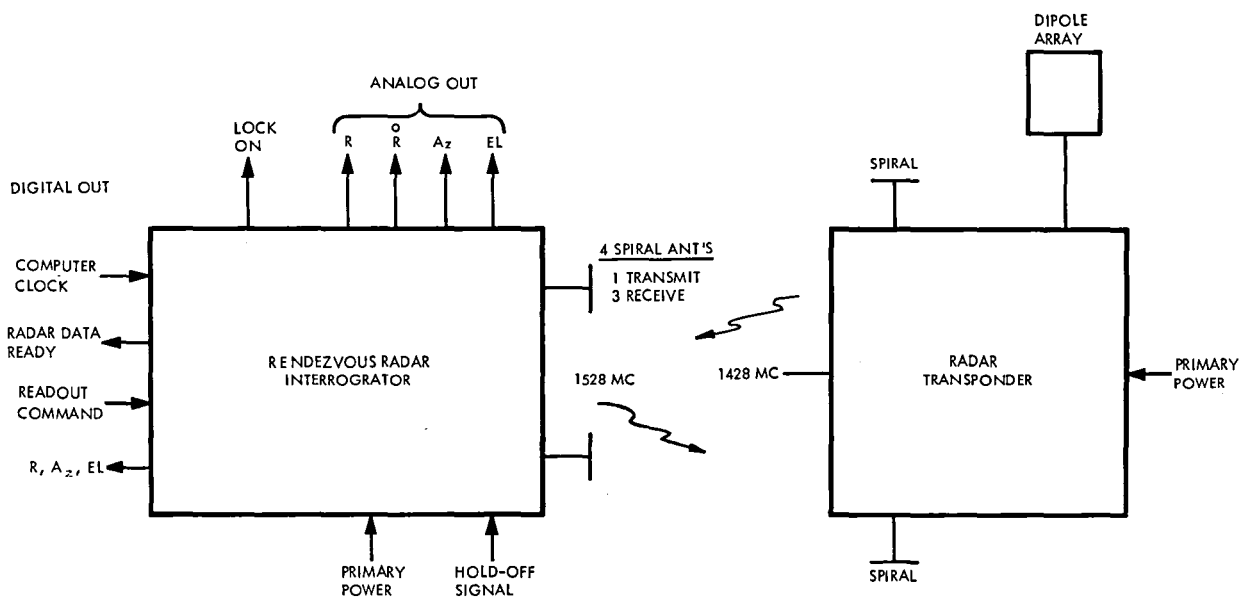 DIPOLE
ARRAY
ANALOG OUT
LOCK
ON
R
Ṙ
Az
EL
SPIRAL
DIGITAL OUT
4 SPIRAL ANT'S
1 TRANSMIT
3 RECEIVE
COMPUTER
CLOCK
RADAR DATA
READY
RENDEZVOUS RADAR
INTERROGRATOR
1528 MC
1428 MC
RADAR
TRANSPONDER
PRIMARY
POWER
READOUT
COMMAND
R, Az, EL
PRIMARY
POWER
HOLD-OFF
SIGNAL
SPIRAL